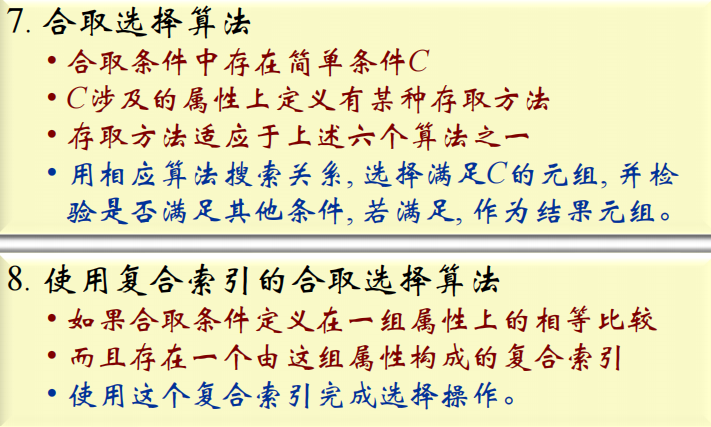 7. 合取选择算法
• 合取条件中存在简单条件C
• C涉及的属性上定义有某种存取方法
• 存取方法适应于上述六个算法之一
• 用相应算法搜索关系, 选择满足C的元组, 并检
验是否满足其他条件, 若满足, 作为结果元组。
8. 使用复合索引的合取选择算法
• 如果合取条件定义在一组属性上的相等比较
• 而且存在一个由这组属性构成的复合索引
• 使用这个复合索引完成选择操作。